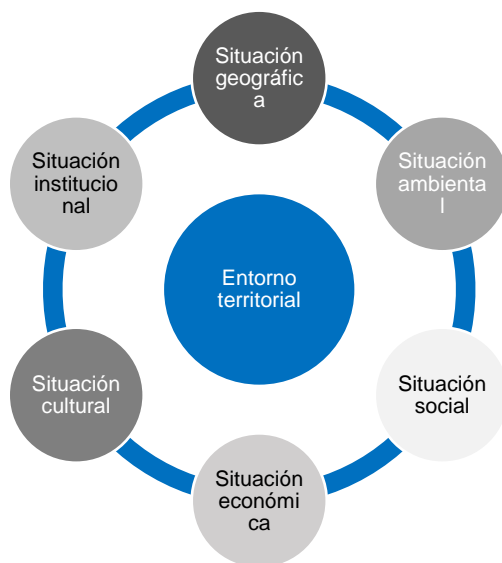 Situación
geográfic
a
Situación
ambienta
l
Situación
social
Situación
económi
ca
Situación
cultural
Situación
institucio
nal
Entorno
territorial